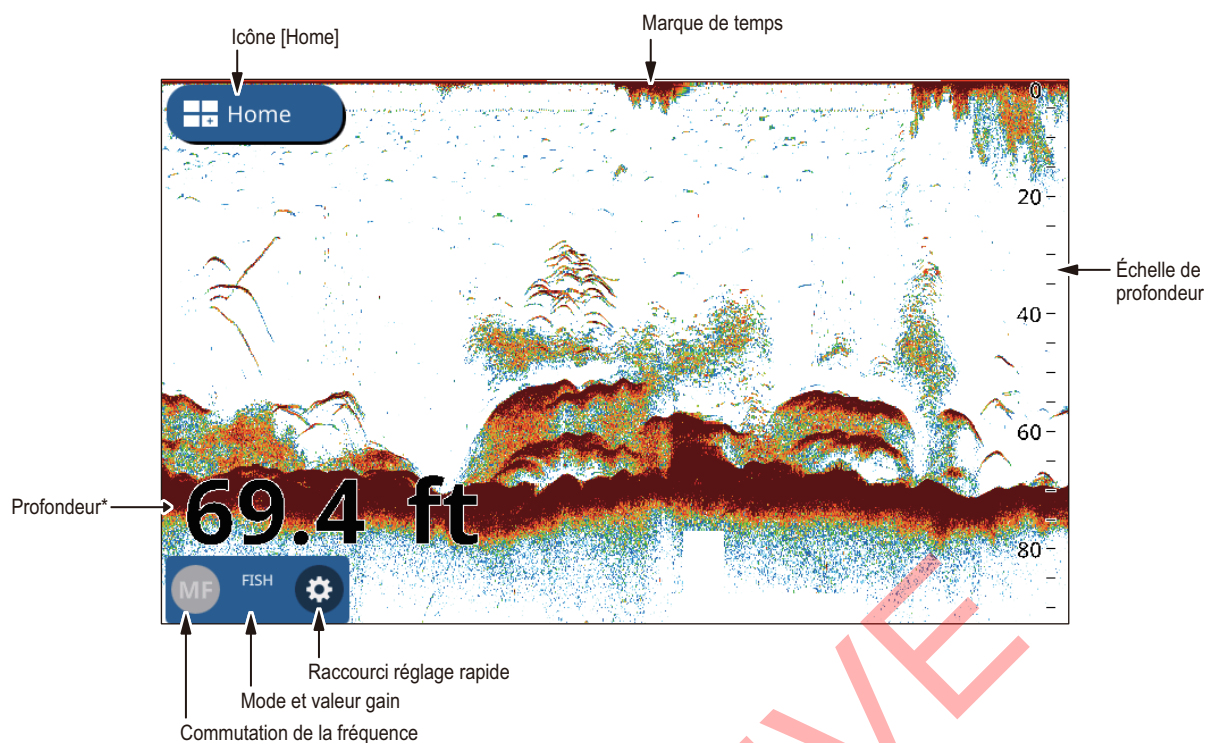 Icône [Home]
Marque de temps
Home
0
20
40
60
80
Échelle de
profondeur
Profondeur*
69.4 ft
MF
FISH
Raccourci réglage rapide
Mode et valeur gain
Commutation de la fréquence